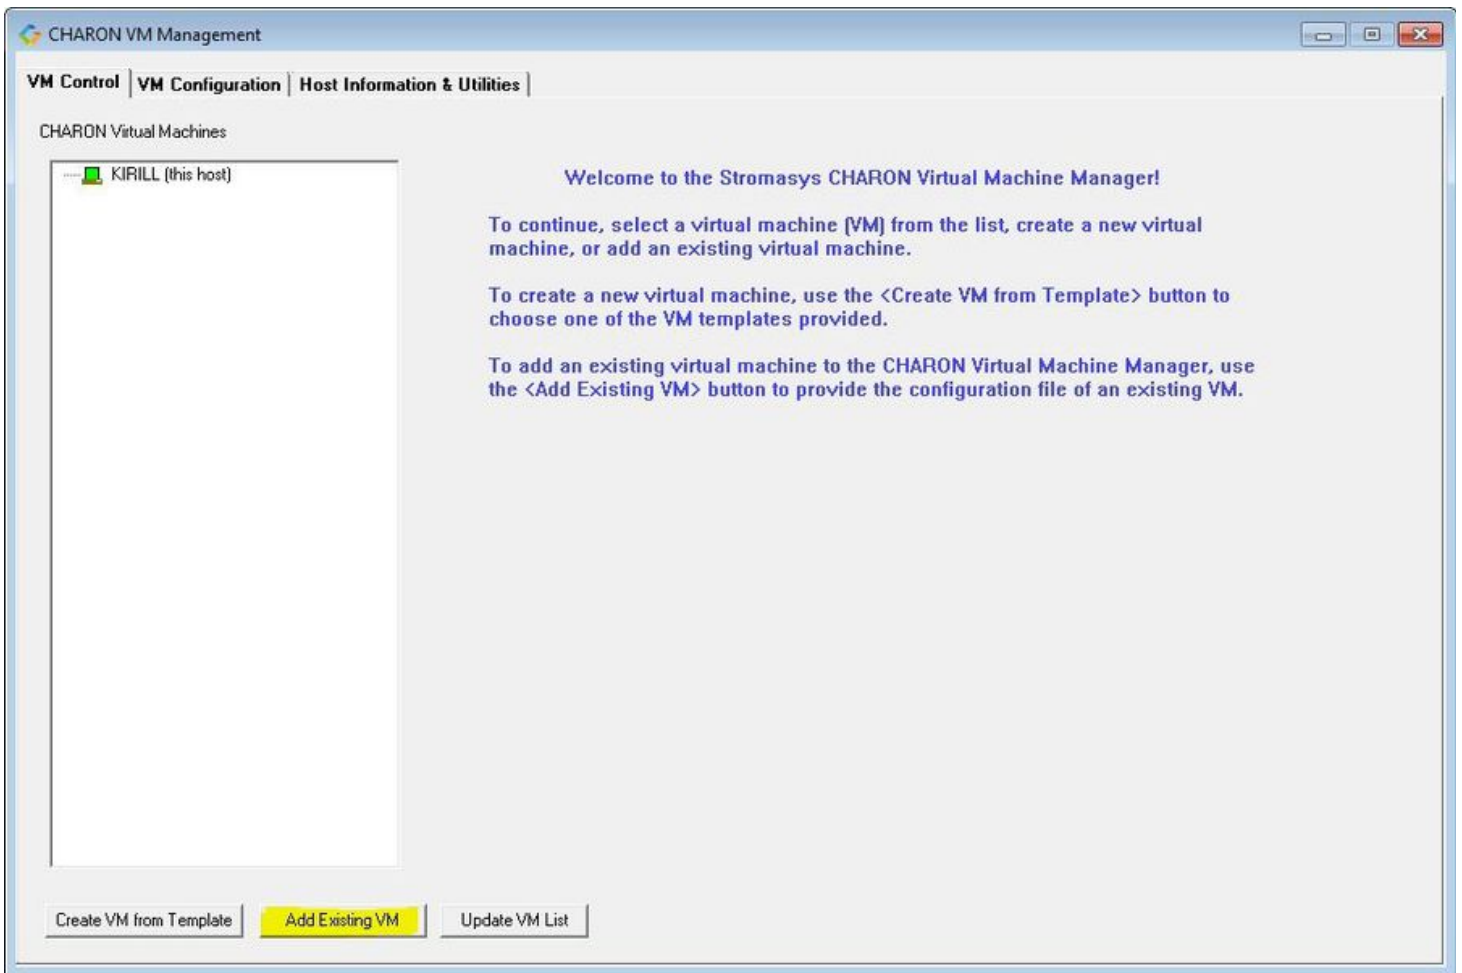 CHARON VM Management
VM Control VM Configuration Host Information & Utilities
CHARON Virtual Machines
KIRILL (this host)
Welcome to the Stromasys CHARON Virtual Machine Manager!
To continue, select a virtual machine (VM) from the list, create a new virtual
machine, or add an existing virtual machine.
To create a new virtual machine, use the <Create VM from Template> button to
choose one of the VM templates provided.
To add an existing virtual machine to the CHARON Virtual Machine Manager, use
the <Add Existing VM> button to provide the configuration file of an existing VM.
Create VM from Template Add Existing VM Update VM List